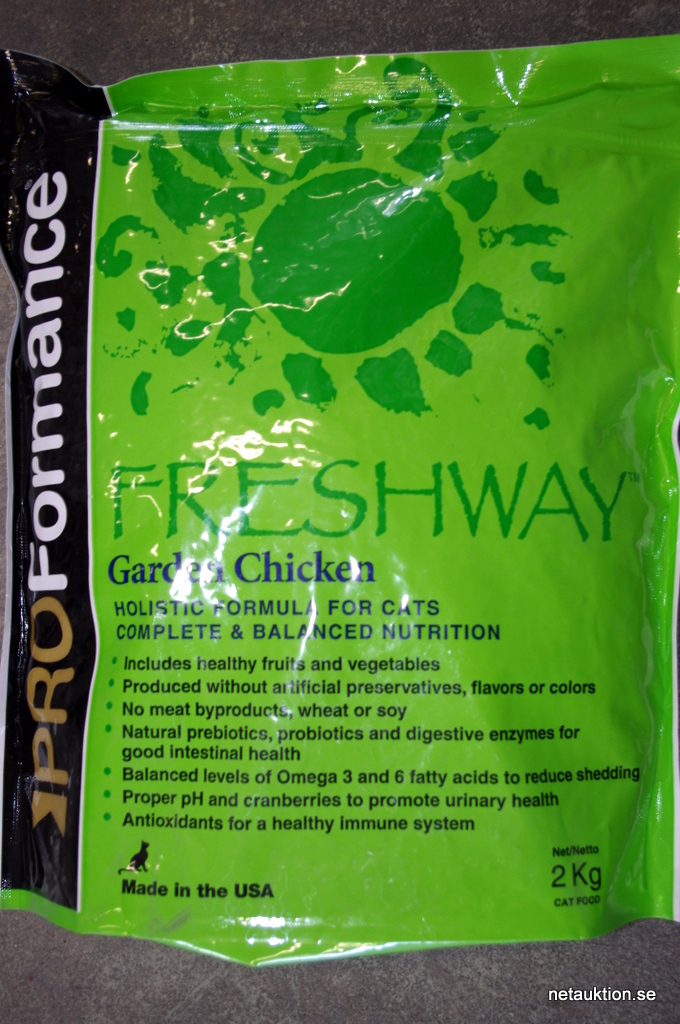 PROFormance®
FRESHWAY™
Garden Chicken
HOLISTIC FORMULA FOR CATS
COMPLETE & BALANCED NUTRITION
• Includes healthy fruits and vegetables
• Produced without artificial preservatives, flavors or colors
• No meat byproducts, wheat or soy
• Natural prebiotics, probiotics and digestive enzymes for
good intestinal health
• Balanced levels of Omega 3 and 6 fatty acids to reduce shedding
• Proper pH and cranberries to promote urinary health
• Antioxidants for a healthy immune system
Made in the USA
Net/Netto
2 Kg
CAT FOOD
netauktion.se